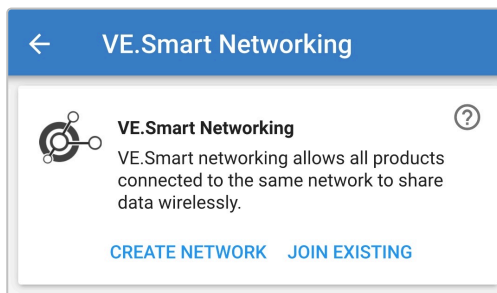 VE.Smart Networking
VE.Smart Networking
VE.Smart networking allows all products
connected to the same network to share
data wirelessly.
CREATE NETWORK JOIN EXISTING